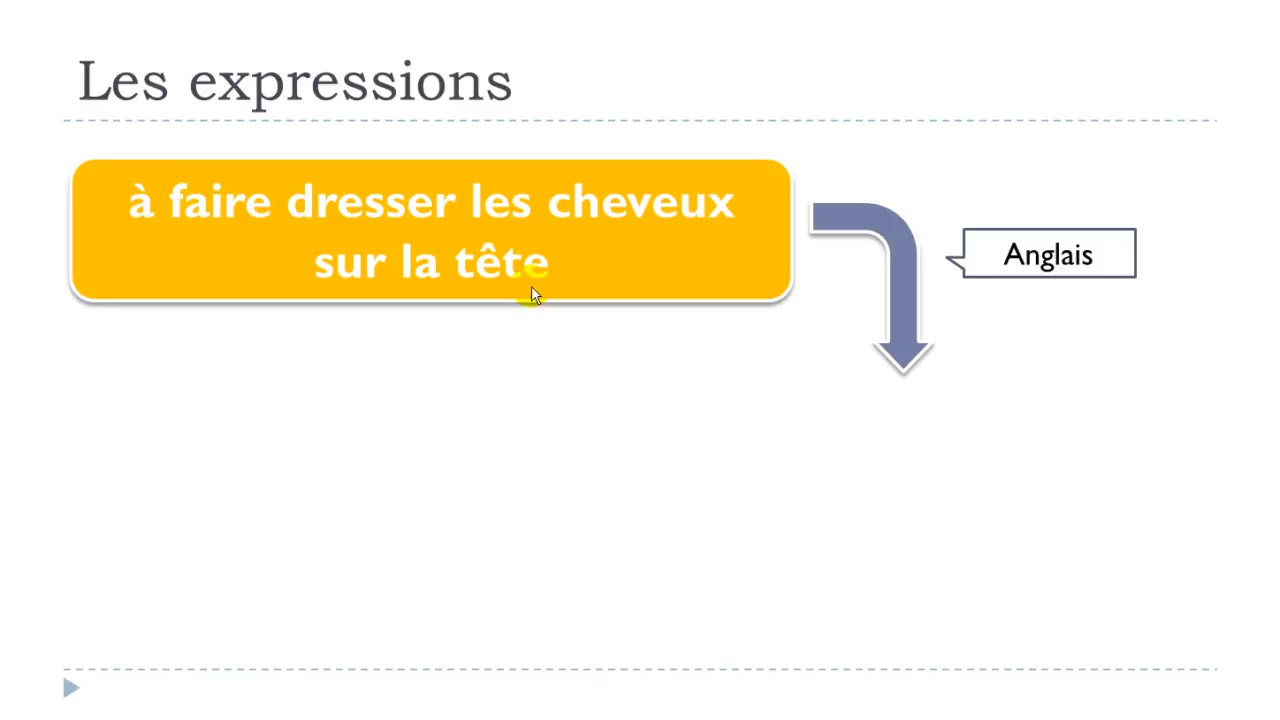 Les expressions
à faire dresser les cheveux
sur la tête
Anglais